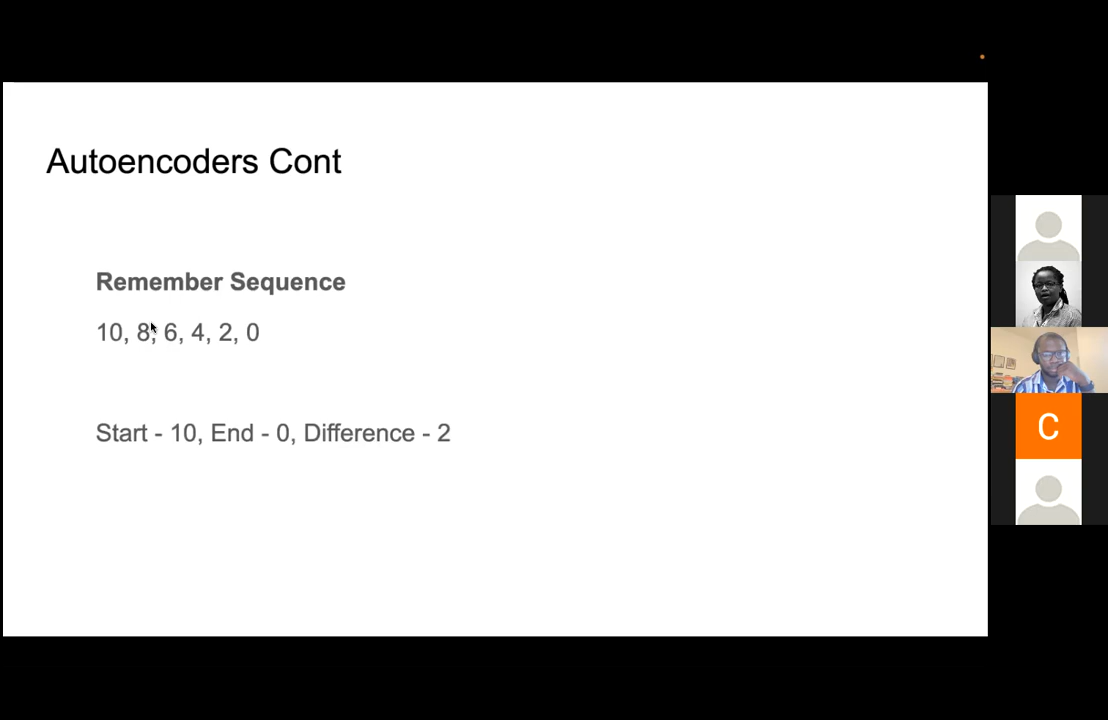 Autoencoders Cont
Remember Sequence
10, 8, 6, 4, 2, 0
Start - 10, End - 0, Difference - 2
C